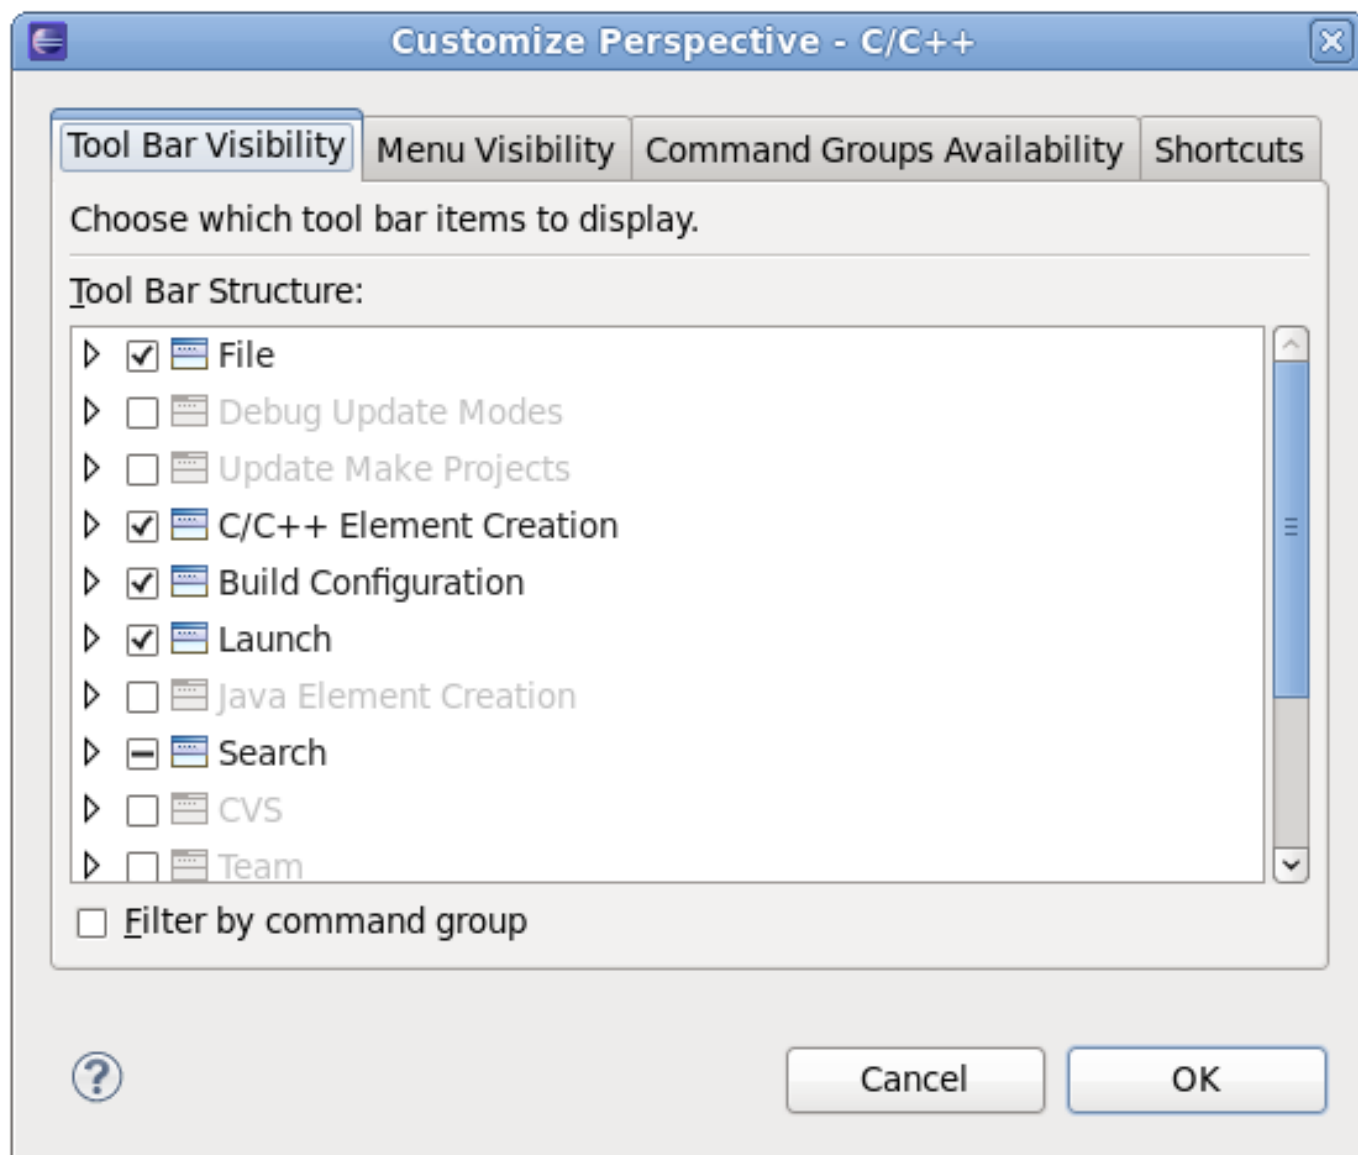 Customize Perspective - C/C++
Tool Bar Visibility
Menu Visibility
Command Groups Availability
Shortcuts
Choose which tool bar items to display.
Tool Bar Structure:
File
Debug Update Modes
Update Make Projects
C/C++ Element Creation
Build Configuration
Launch
Java Element Creation
Search
CVS
Team
Filter by command group
Cancel
OK